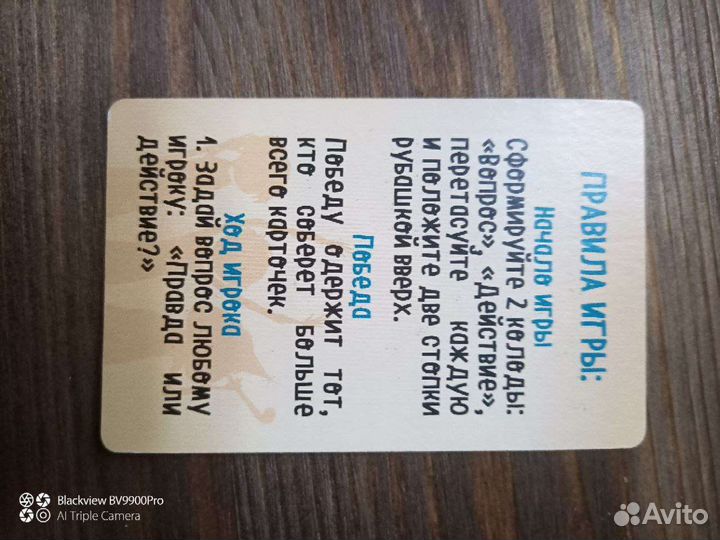 ПРАВИЛА ИГРЫ:
Начало игры
Сформируйте 2 колоды:
«Вопрос», «Действие»,
перетасуйте каждую
и положите две стопки
рубашкой вверх.
Победа
Победу одержит тот,
кто соберет больше
всего карточек.
Ход игрока
1. Задай вопрос любому
игроку: «Правда или
действие?»
Blackview BV9900Pro
AI Triple Camera
Avito